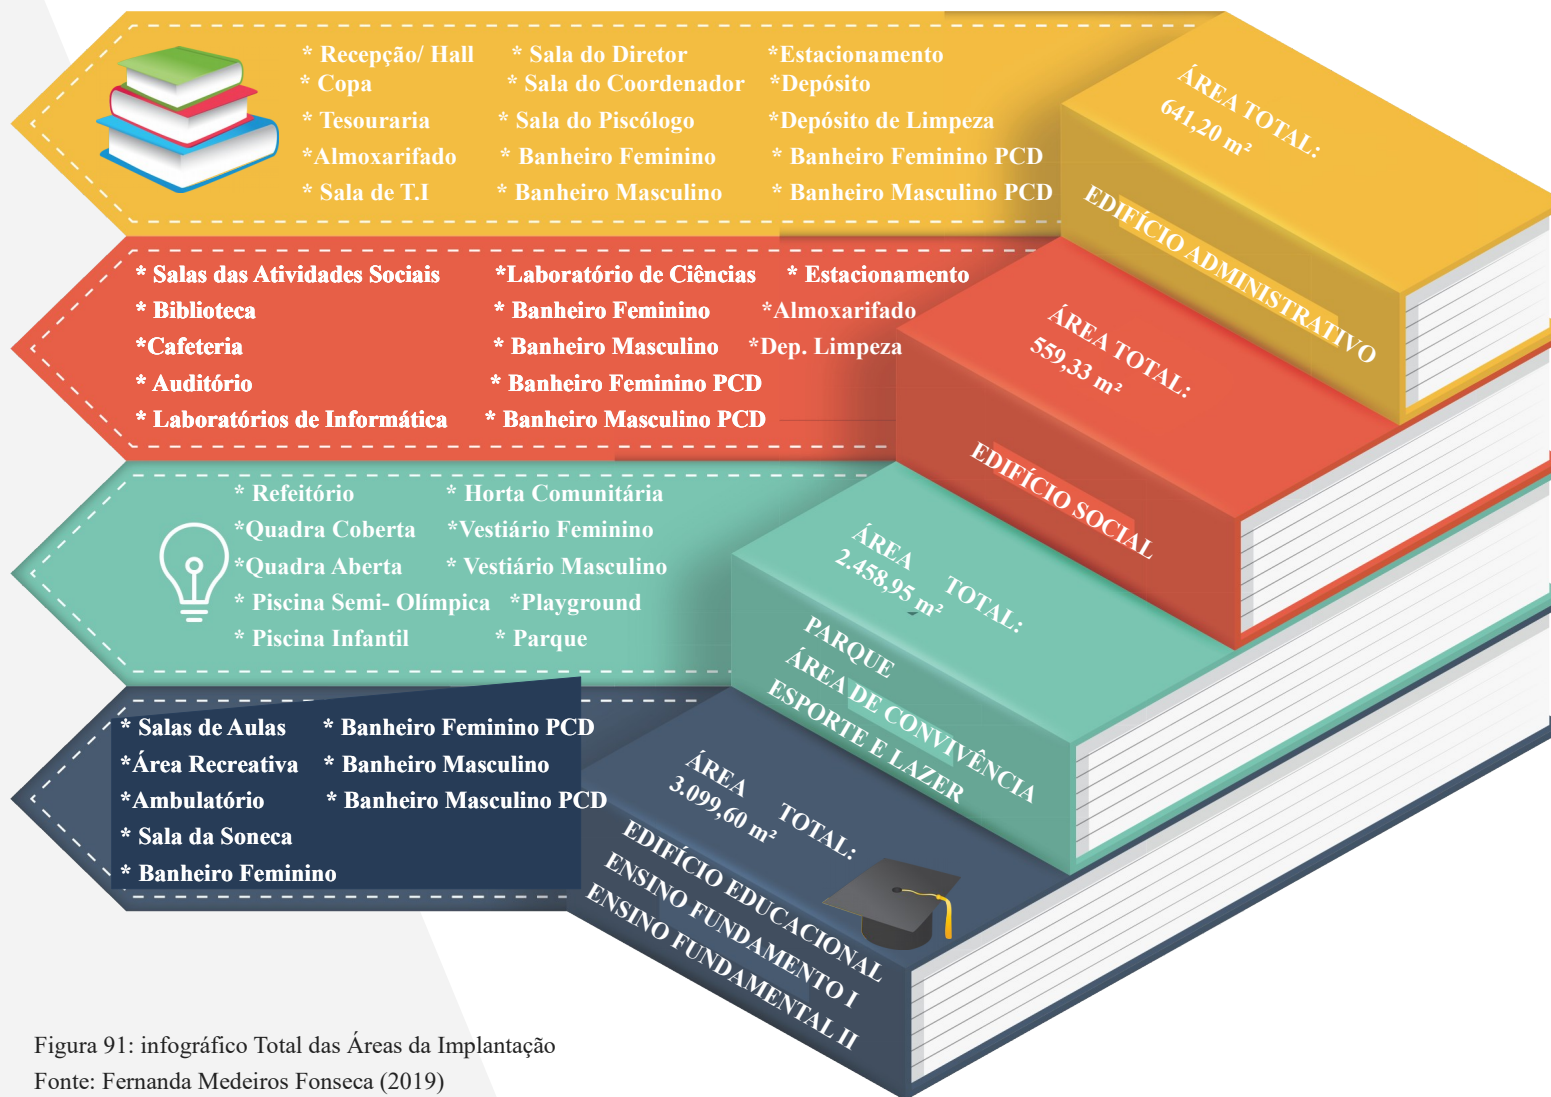 * Recepção/ Hall * Sala do Diretor *Estacionamento
* Copa * Sala do Coordenador *Depósito
* Tesouraria * Sala do Piscólogo *Depósito de Limpeza
*Almoxarifado * Banheiro Feminino * Banheiro Feminino PCD
* Sala de T.I * Banheiro Masculino * Banheiro Masculino PCD
ÁREA TOTAL:
641,20 m²
EDIFÍCIO ADMINISTRATIVO
* Salas das Atividades Sociais *Laboratório de Ciências * Estacionamento
* Biblioteca * Banheiro Feminino *Almoxarifado
*Cafeteria * Banheiro Masculino *Dep. Limpeza
* Auditório * Banheiro Feminino PCD
* Laboratórios de Informática * Banheiro Masculino PCD
ÁREA TOTAL:
559,33 m²
EDIFÍCIO SOCIAL
* Refeitório * Horta Comunitária
*Quadra Coberta *Vestiário Feminino
*Quadra Aberta * Vestiário Masculino
* Piscina Semi- Olímpica *Playground
* Piscina Infantil * Parque
ÁREA TOTAL:
2.458,95 m²
PARQUE
ÁREA DE CONVIVÊNCIA
ESPORTE E LAZER
* Salas de Aulas * Banheiro Feminino PCD
*Área Recreativa * Banheiro Masculino
*Ambulatório * Banheiro Masculino PCD
* Sala da Soneca
* Banheiro Feminino
ÁREA TOTAL:
3.099,60 m²
EDIFÍCIO EDUCACIONAL
ENSINO FUNDAMENTO I
ENSINO FUNDAMENTAL II
Figura 91: infográfico Total das Áreas da Implantação
Fonte: Fernanda Medeiros Fonseca (2019)